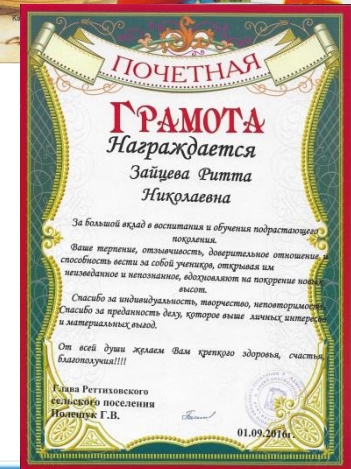 ПОЧЕТНАЯ
ГРАМОТА
Награждается
Зайцева Ритта
Николаевна
За большой вклад в воспитания и обучения подрастающего
поколения.
Ваше терпение, отзывчивость, доверительное отношение и
способность вести за собой учеников, открывая им
неизведанное и непознанное, вдохновляют на покорение новых
высот.
Спасибо за индивидуальность, творчество, неповторимость.
Спасибо за преданность делу, которое выше личных интересов
и материальных выгод.
От всей души желаем Вам крепкого здоровья, счастья,
благополучия!!!!
Глава Реттиховского
сельского поселения
Полещук Г.В.
01.09.2016г.